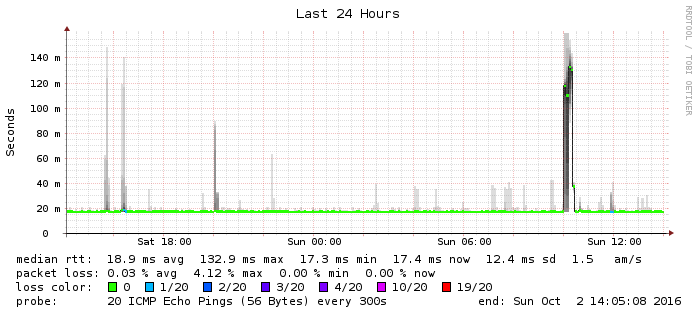 Last 24 Hours
RRDTOOL / TOBI OETIKER
Seconds
140 m
120 m
100 m
80 m
60 m
40 m
20 m
0
Sat 18:00 Sun 00:00 Sun 06:00 Sun 12:00
median rtt: 18.9 ms avg 132.9 ms max 17.3 ms min 17.4 ms now 12.4 ms sd 1.5 am/s
packet loss: 0.03 % avg 4.12 % max 0.00 % min 0.00 % now
loss color: 0 1/20 2/20 3/20 4/20 10/20 19/20
probe: 20 ICMP Echo Pings (56 Bytes) every 300s end: Sun Oct 2 14:05:08 2016